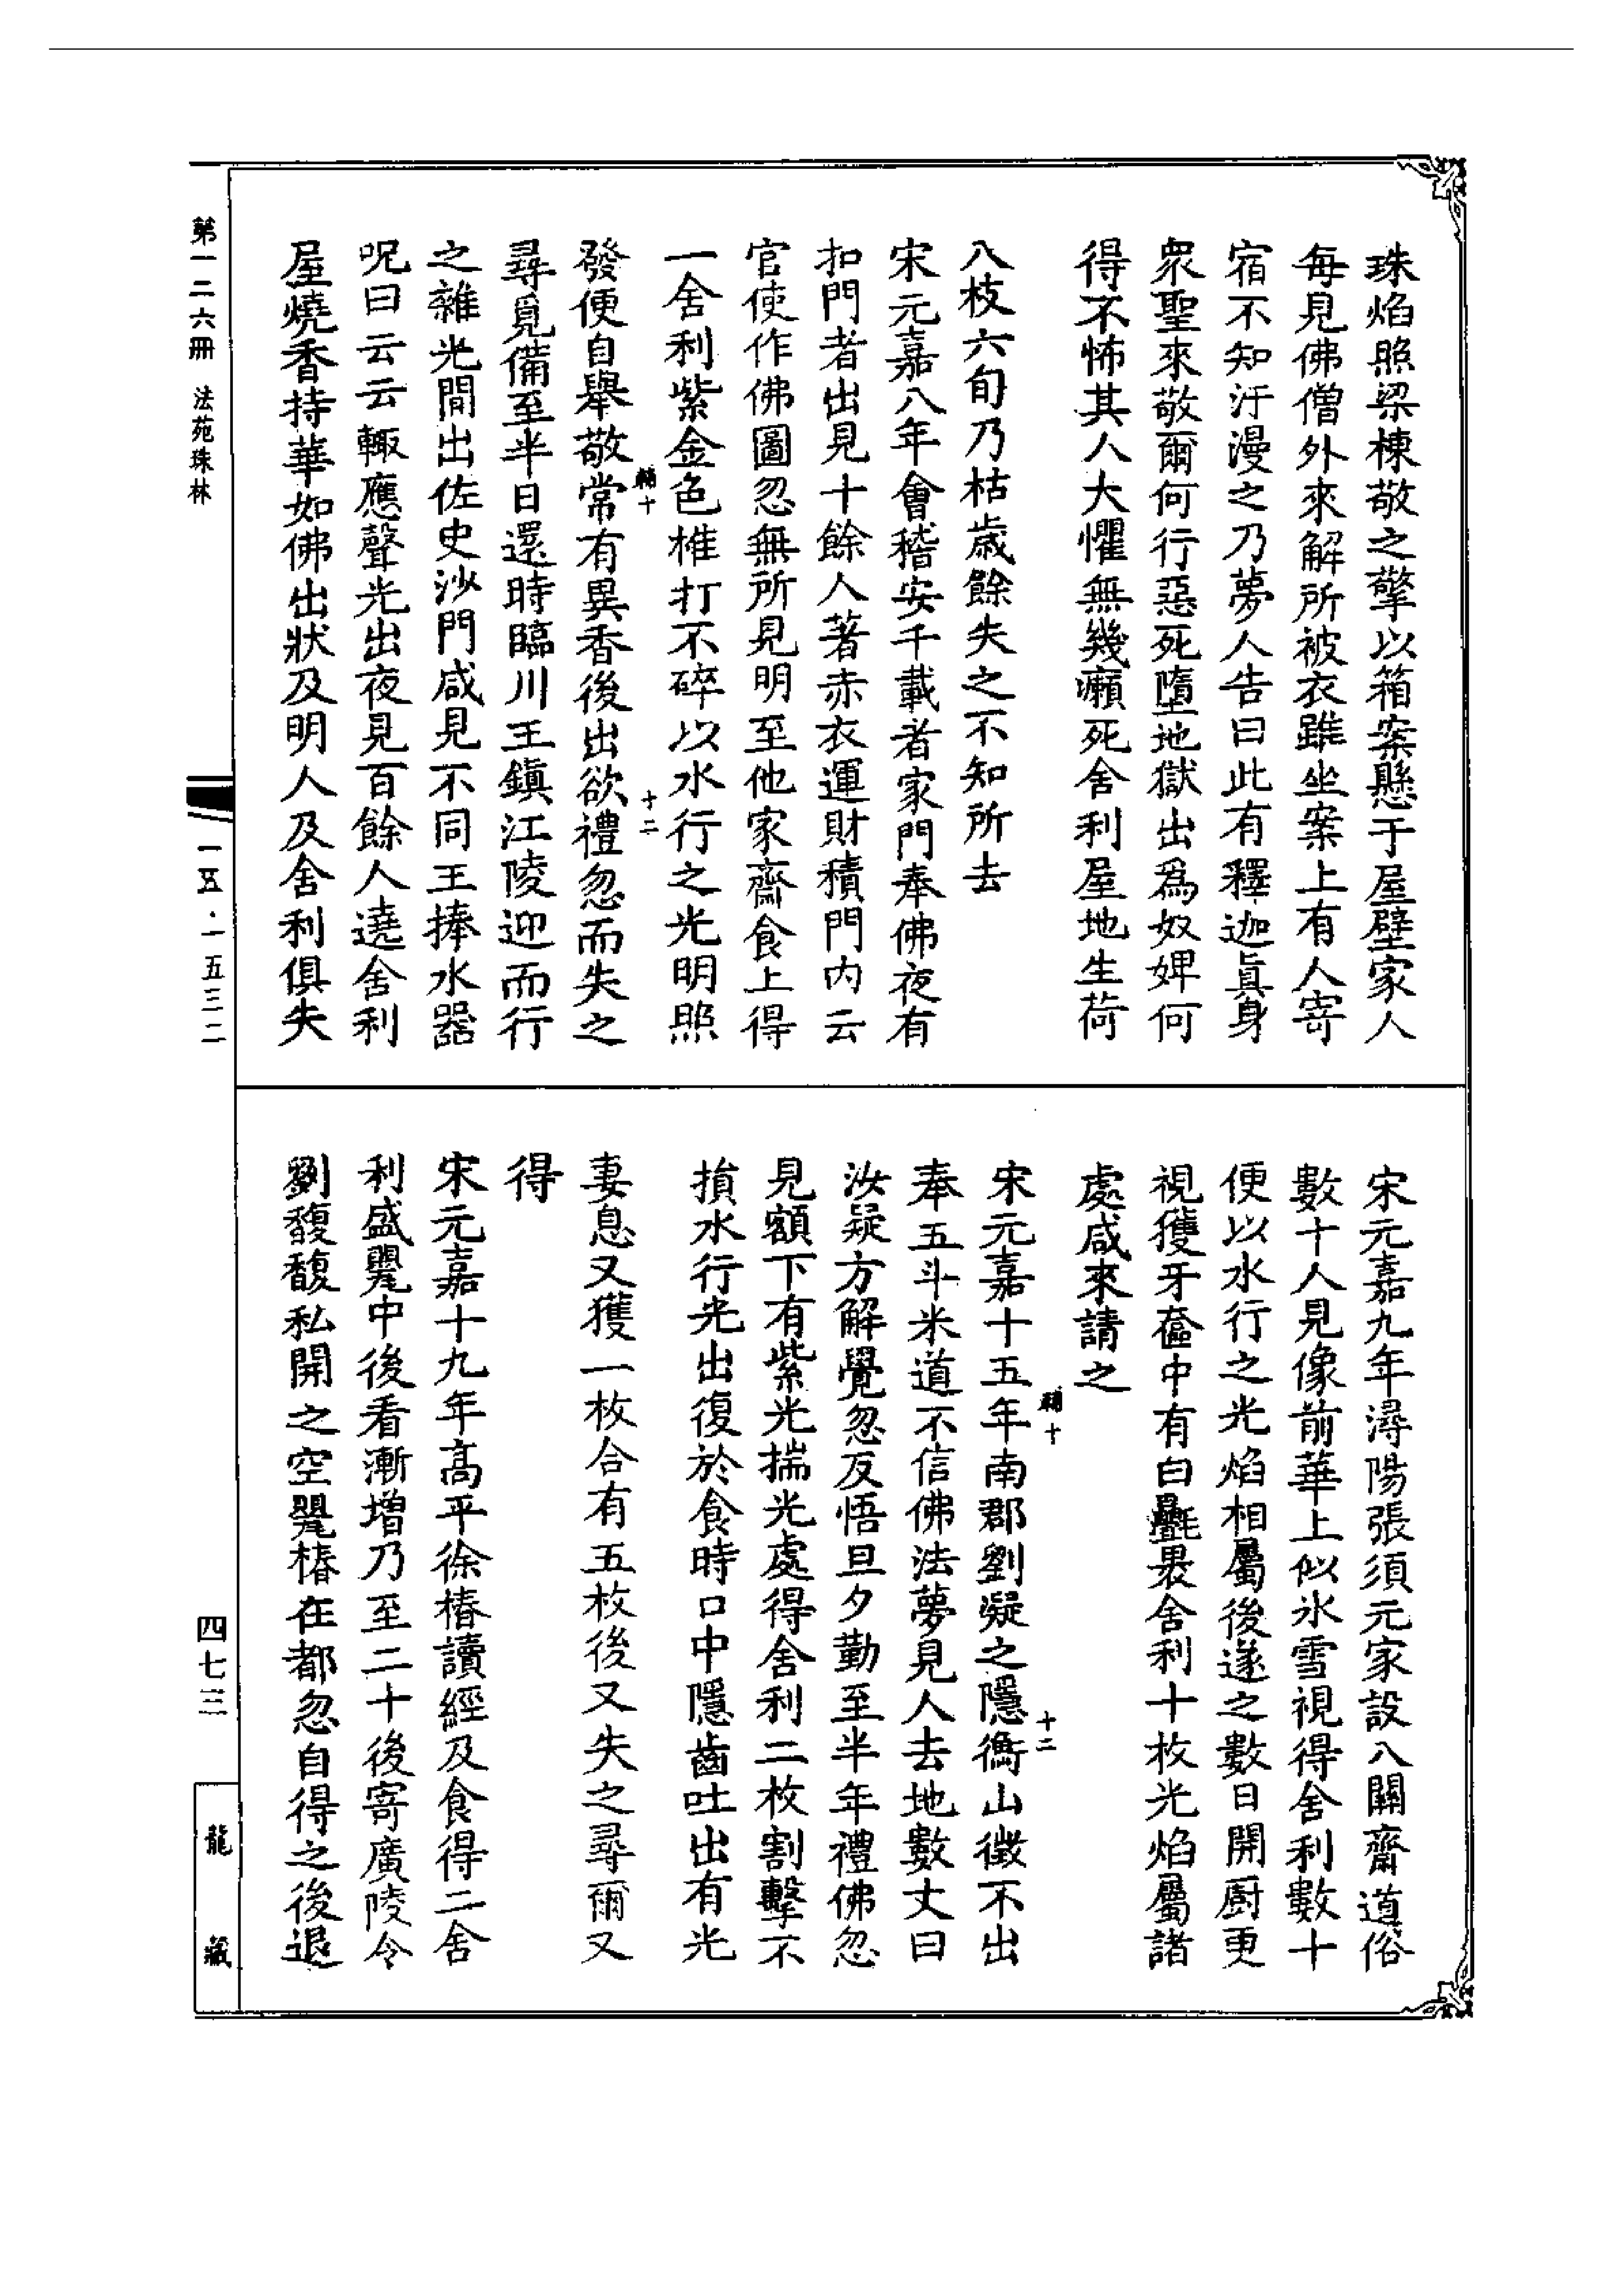 珠焰照梁棟敬之擎以箱案懸于屋壁家人
每見佛僧外來解所被衣雖坐案上有人寄
宿不知汙漫之乃夢人告曰此有釋迦眞身
衆聖來敬爾何行惡死墮地獄出爲奴婢何
得不怖其人大懼無幾癩死舍利屋地生荷
八枝六旬乃枯歲餘失之不知所去
宋元嘉八年會稽安千載者家門奉佛夜有
扣門者出見十餘人著赤衣運財積門内云
官使作佛圖忽無所見明至他家齋食上得
一舍利紫金色椎打不碎以水行之光明照
輔十 十二
發便自舉敬常有異香後出欲禮忽而失之
尋覓備至半日還時臨川王鎭江陵迎而行
之雜光間出佐史沙門咸見不同王捧水器
呪曰云云輙應聲光出夜見百餘人遶舍利
屋燒香持華如佛出狀及明人及舍利俱失
宋元嘉九年潯陽張須元家設八關齋道俗
數十人見像前華上似氷雪視得舍利數十
便以水行之光焰相屬後遂之數日開厨更
視獲牙奩中有白㲲裹舍利十枚光焰屬諸
處咸來請之
輔十 十二
宋元嘉十五年南郡劉凝之隱衡山徵不出
奉五斗米道不信佛法夢見人去地數丈曰
汝疑方解覺忽反悟旦夕勤至半年禮佛忽
見額下有紫光揣光處得舍利二枚割擊不
損水行光出復於食時口中隱齒吐出有光
妻息又獲一枚合有五枚後又失之尋爾又
得
宋元嘉十九年高平徐椿讀經及食得二舍
利盛甖中後看漸增乃至二十後寄廣陵令
劉馥馥私開之空甖椿在都忽自得之後退
第一二六冊 法苑珠林
一五·一五三二
四七三
龍藏